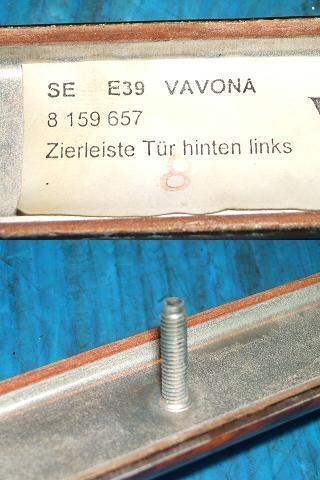 SE E39 VAVONA
8 159 657
Zierleiste Tür hinten links
8